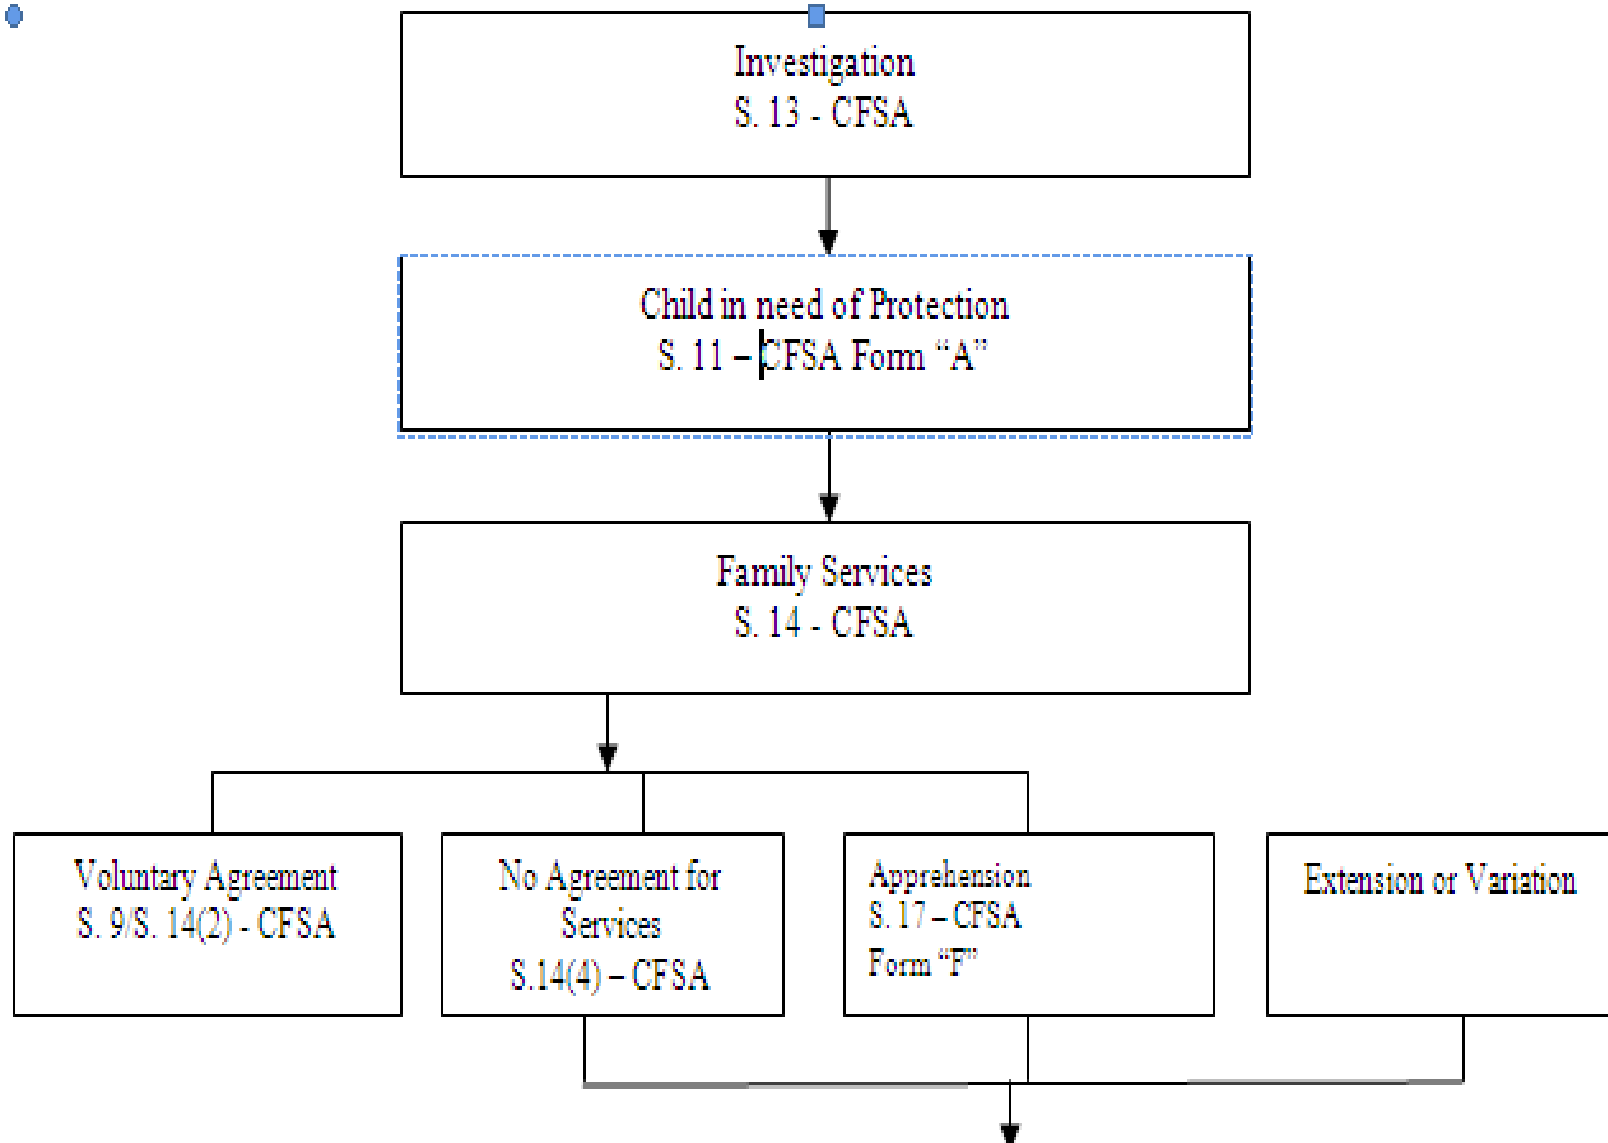 Investigation
S. 13 - CFSA
Child in need of Protection
S. 11 – CFSA Form “A”
Family Services
S. 14 - CFSA
Voluntary Agreement
S. 9/S. 14(2) - CFSA
No Agreement for
Services
S.14(4) – CFSA
Apprehension
S. 17 – CFSA
Form “F”
Extension or Variation